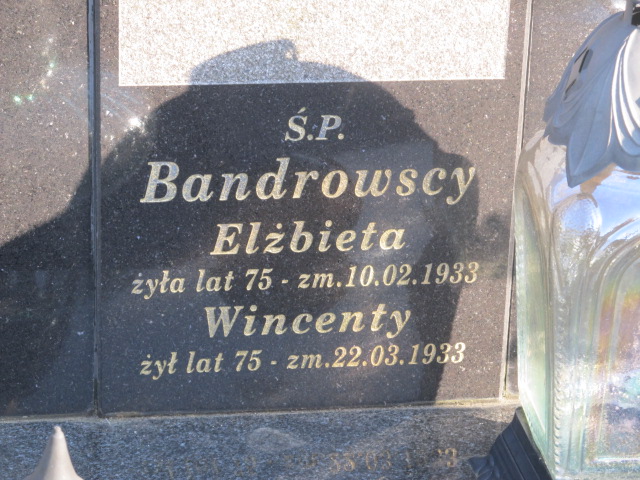 Ś.P.
Bandrowscy
Elżbieta
żyła lat 75 - zm.10.02.1933
Wincenty
żył lat 75 - zm.22.03.1933